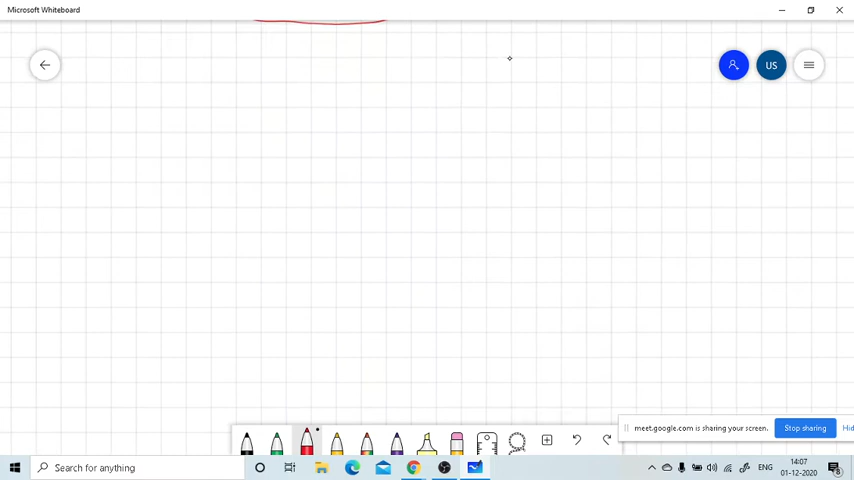 Microsoft Whiteboard
US
meet.google.com is sharing your screen.
Stop sharing
Hid
Search for anything
ENG
14:07
01-12-2020
8